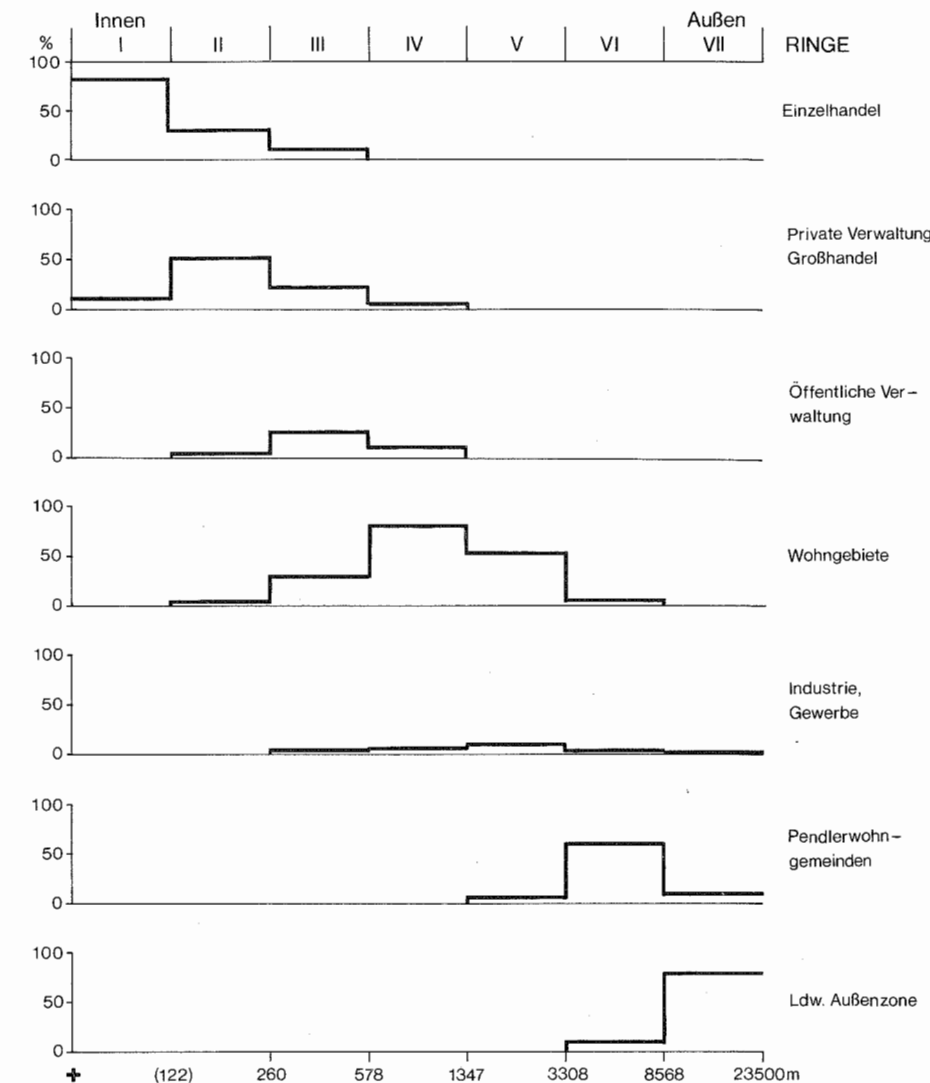 Innen Außen
% I II III IV V VI VII RINGE
100
50 Einzelhandel
0
100
Private Verwaltung
50 Großhandel
0
100
Öffentliche Ver–
50 waltung
0
100
50 Wohngebiete
0
100
Industrie,
50 Gewerbe
0
100
Pendlerwohn–
50 gemeinden
0
100
50 Ldw. Außenzone
0
+ (122) 260 578 1347 3308 8568 23500m